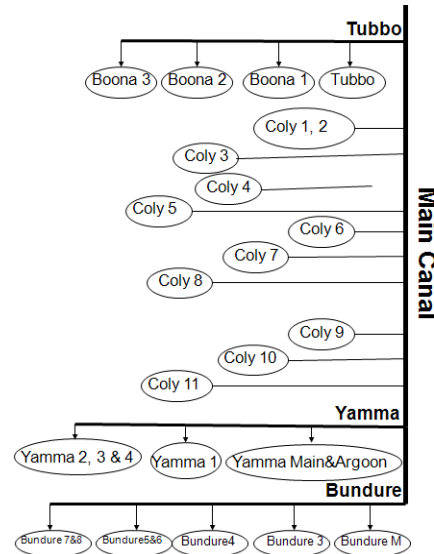 Tubbo
Boona 3 Boona 2 Boona 1 Tubbo
Coly 1, 2
Coly 3
Coly 4
Coly 5
Coly 6
Coly 7
Coly 8
Main Canal
Coly 9
Coly 10
Coly 11
Yamma
Yamma 2, 3 & 4 Yamma 1 Yamma Main&Argoon
Bundure
Bundure 7&8 Bundure5&6 Bundure4 Bundure 3 Bundure M